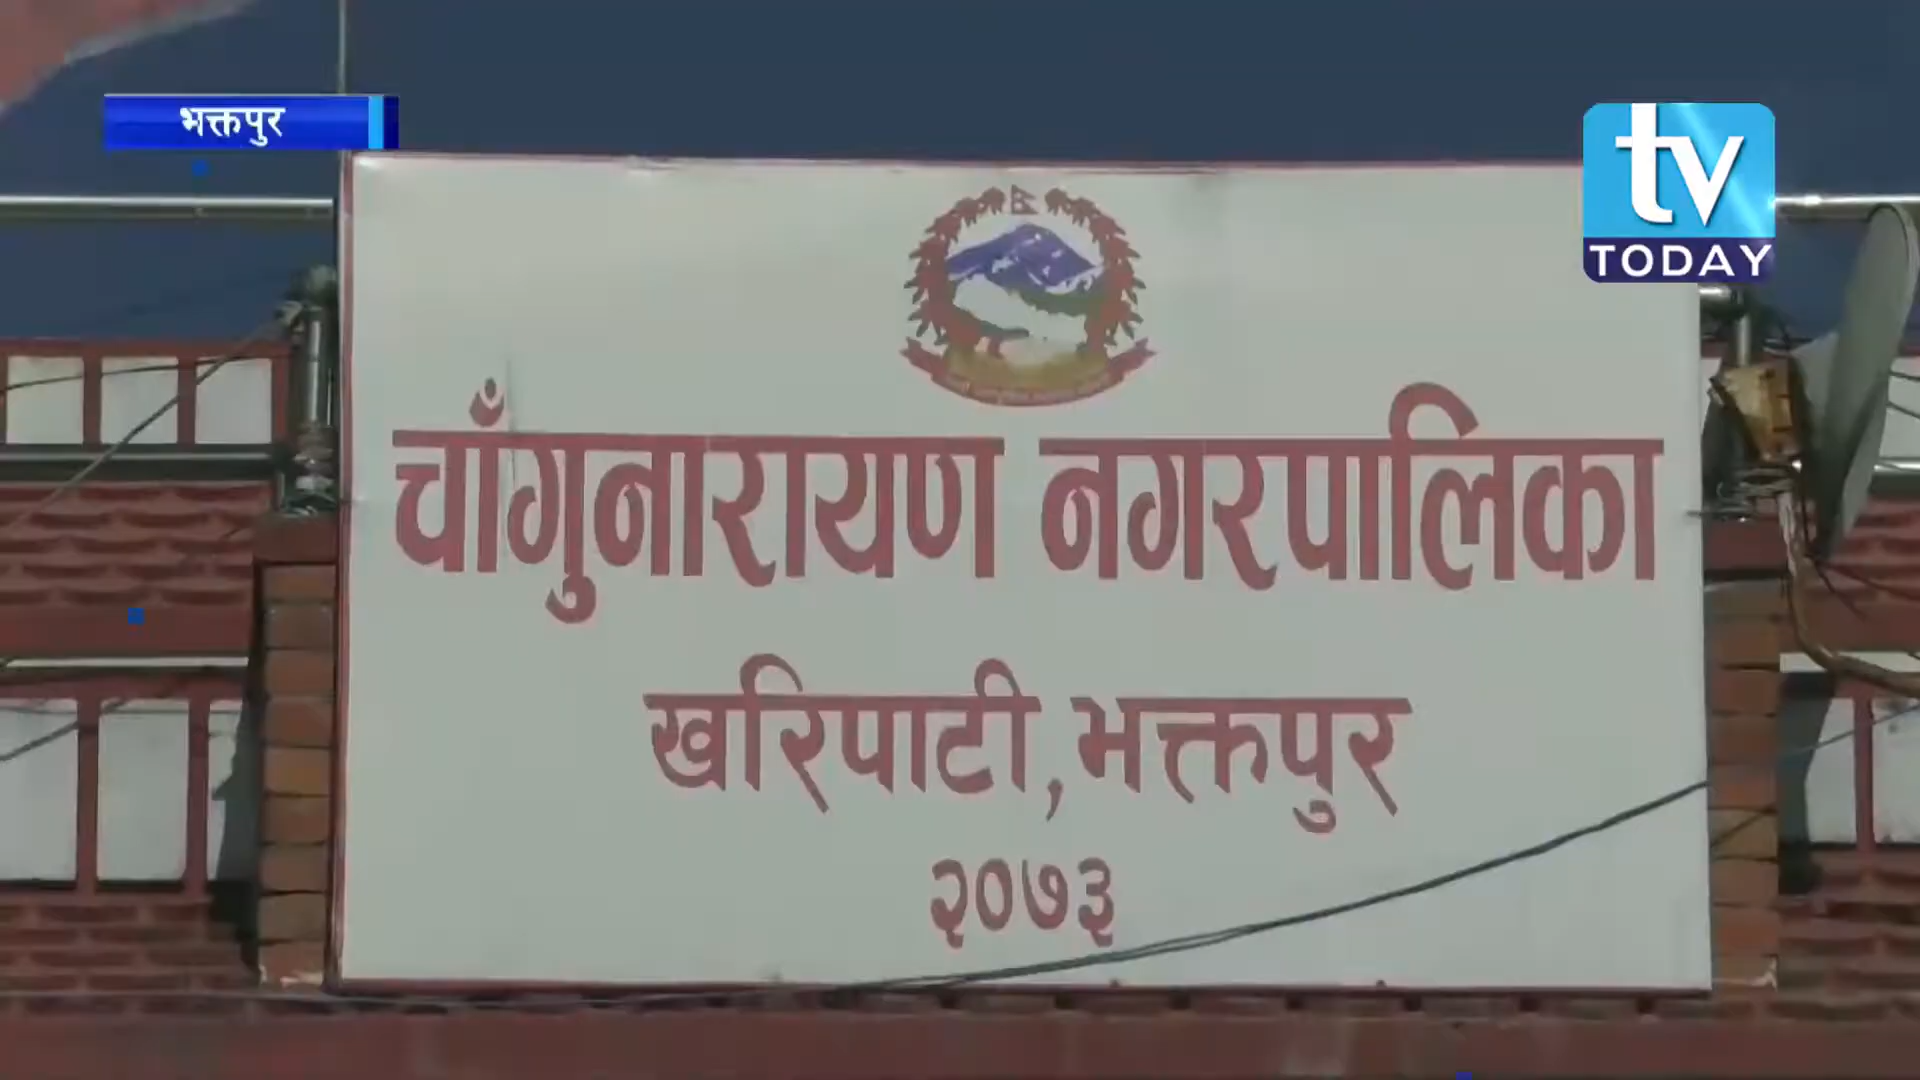 भक्तपुर
tv
TODAY
चाँगुनारायण नगरपालिका
खरिपाटी, भक्तपुर
२०७३